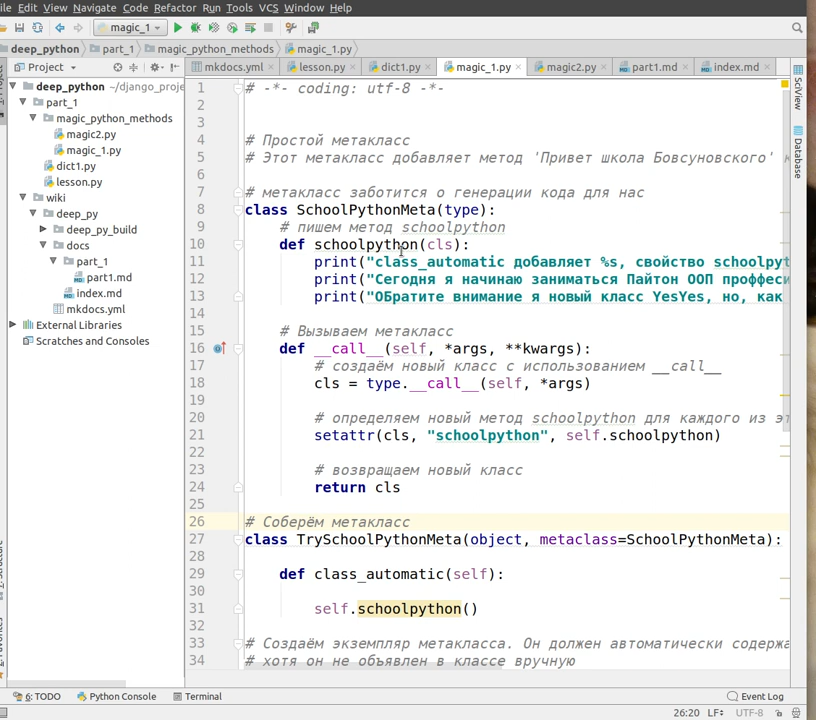 ile Edit View Navigate Code Refactor Run Tools VCS Window Help
magic_1
deep_python part_1 magic_python_methods magic_1.py
Project
mkdocs.yml lesson.py dict1.py magic_1.py magic2.py part1.md index.md
deep_python ~/django_proje
part_1
magic_python_methods
magic2.py
magic_1.py
dict1.py
lesson.py
wiki
deep_py
deep_py_build
docs
part_1
part1.md
index.md
mkdocs.yml
External Libraries
Scratches and Consoles
1 # -*- coding: utf-8 -*-
2
3
4 # Простой метакласс
5 # Этот метакласс добавляет метод 'Привет школа Бовсуновского' к
6
7 # метакласс заботится о генерации кода для нас
8 class SchoolPythonMeta(type):
9 # пишем метод schoolpython
10 def schoolpython(cls):
11 print("class_automatic добавляет %s, свойство schoolpyt
12 print("Сегодня я начинаю заниматься Пайтон ООП проффеси
13 print("ОБратите внимание я новый класс YesYes, но, как
14
15 # Вызываем метакласс
16 def __call__(self, *args, **kwargs):
17 # создаём новый класс с использованием __call__
18 cls = type.__call__(self, *args)
19
20 # определяем новый метод schoolpython для каждого из эт
21 setattr(cls, "schoolpython", self.schoolpython)
22
23 # возвращаем новый класс
24 return cls
25
26 # Соберём метакласс
27 class TrySchoolPythonMeta(object, metaclass=SchoolPythonMeta):
28
29 def class_automatic(self):
30
31 self.schoolpython()
32
33 # Создаём экземпляр метакласса. Он должен автоматически содержа
34 # хотя он не объявлен в классе вручную
SciView
Database
6: TODO Python Console Terminal Event Log
26:20 LF UTF-8